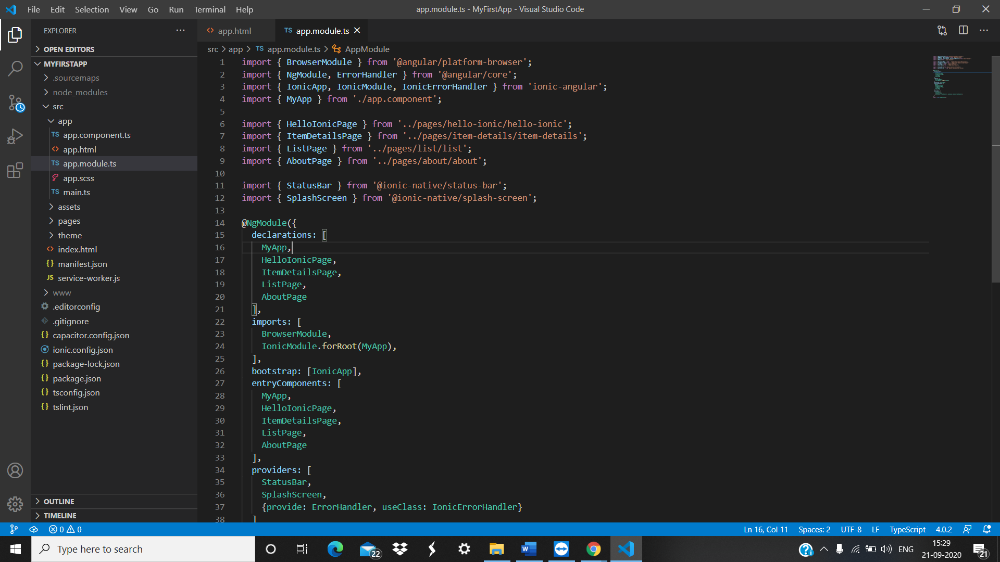 File Edit Selection View Go Run Terminal Help
app.module.ts - MyFirstApp - Visual Studio Code
EXPLORER
OPEN EDITORS
MYFIRSTAPP
.sourcemaps
node_modules
src
app
TS app.component.ts
<> app.html
TS app.module.ts
app.scss
TS main.ts
assets
pages
theme
<> index.html
{} manifest.json
JS service-worker.js
www
.editorconfig
.gitignore
{} capacitor.config.json
ionic.config.json
{} package-lock.json
{} package.json
{} tsconfig.json
{} tslint.json
OUTLINE
TIMELINE
<> app.html TS app.module.ts
src > app > TS app.module.ts > AppModule
1 import { BrowserModule } from '@angular/platform-browser';
2 import { NgModule, ErrorHandler } from '@angular/core';
3 import { IonicApp, IonicModule, IonicErrorHandler } from 'ionic-angular';
4 import { MyApp } from './app.component';
5
6 import { HelloIonicPage } from '../pages/hello-ionic/hello-ionic';
7 import { ItemDetailsPage } from '../pages/item-details/item-details';
8 import { ListPage } from '../pages/list/list';
9 import { AboutPage } from '../pages/about/about';
10
11 import { StatusBar } from '@ionic-native/status-bar';
12 import { SplashScreen } from '@ionic-native/splash-screen';
13
14 @NgModule({
15 declarations: [
16 MyApp,
17 HelloIonicPage,
18 ItemDetailsPage,
19 ListPage,
20 AboutPage
21 ],
22 imports: [
23 BrowserModule,
24 IonicModule.forRoot(MyApp),
25 ],
26 bootstrap: [IonicApp],
27 entryComponents: [
28 MyApp,
29 HelloIonicPage,
30 ItemDetailsPage,
31 ListPage,
32 AboutPage
33 ],
34 providers: [
35 StatusBar,
36 SplashScreen,
37 {provide: ErrorHandler, useClass: IonicErrorHandler}
38 ]
0 0
Ln 16, Col 11 Spaces: 2 UTF-8 LF TypeScript 4.0.2
Type here to search
22
ENG
15:29
21-09-2020
21